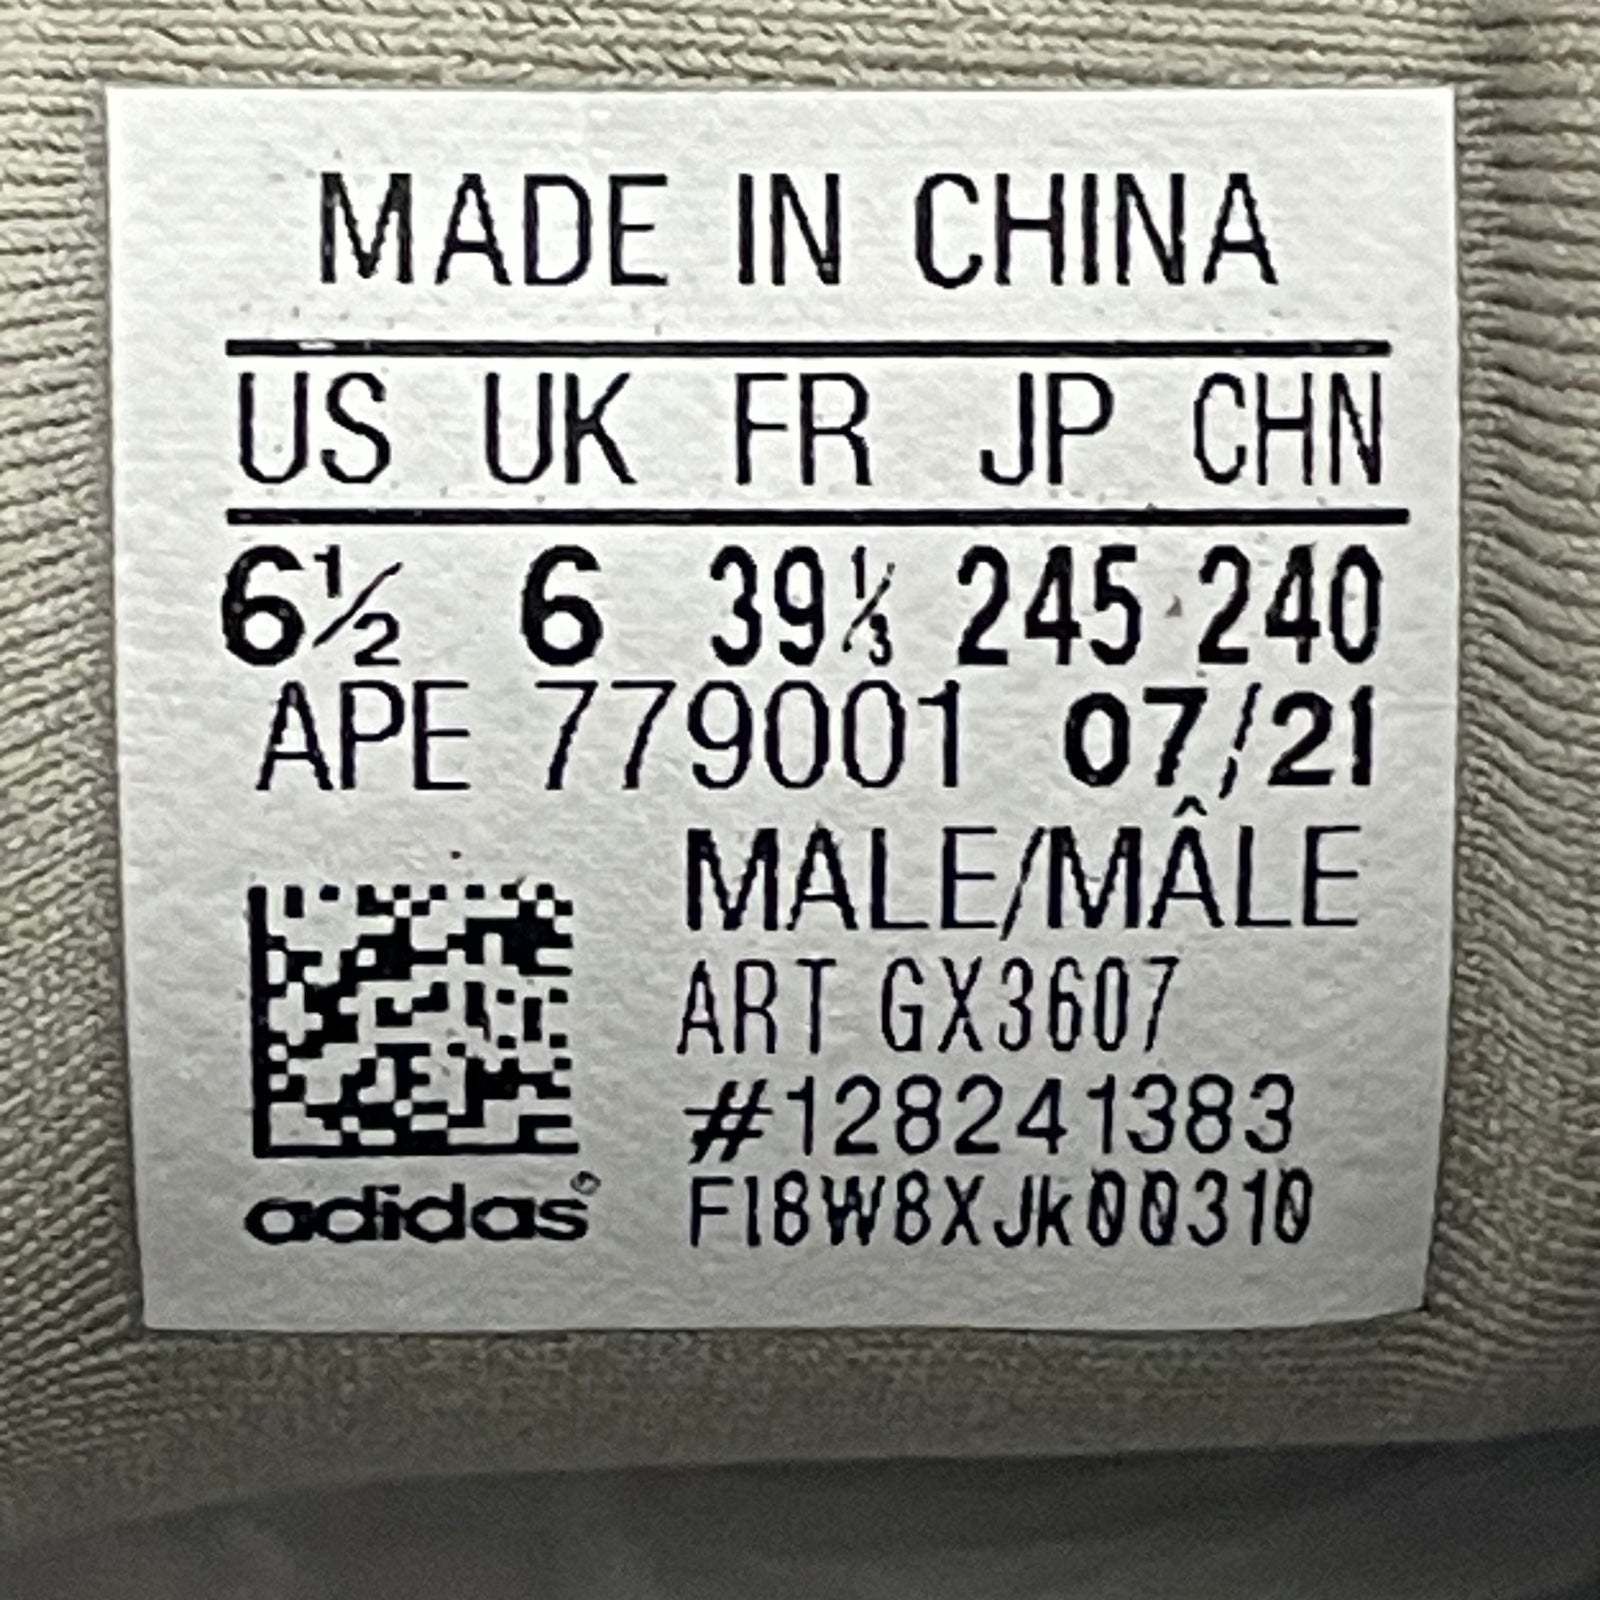 MADE IN CHINA
US UK FR JP CHN
6½ 6 39⅓ 245 240
APE 779001 07/21
MALE/MÂLE
ART GX3607
#128241383
F18W8XJk00310
adidas®